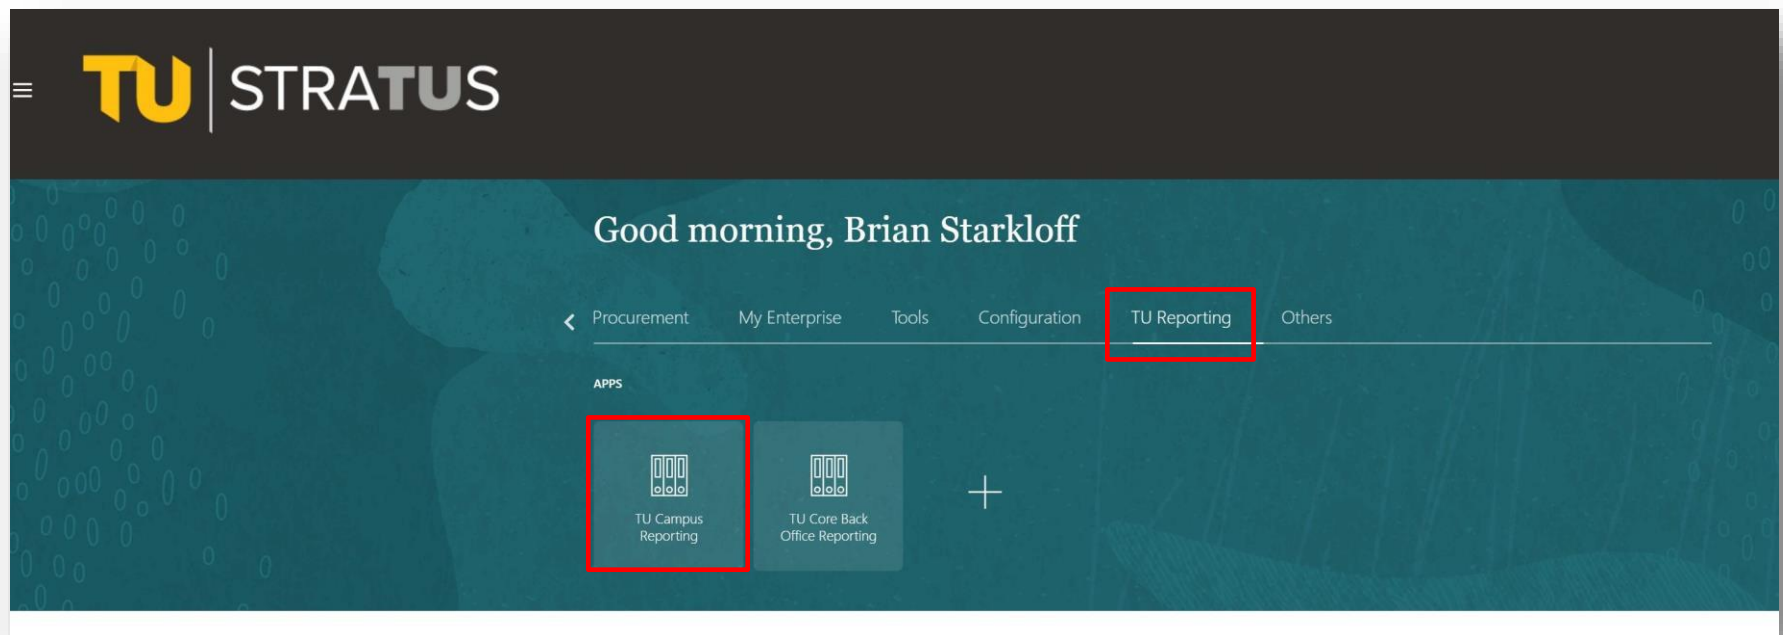 TU STRATUS
Good morning, Brian Starkloff
Procurement My Enterprise Tools Configuration TU Reporting Others
APPS
TU Campus
Reporting
TU Core Back
Office Reporting